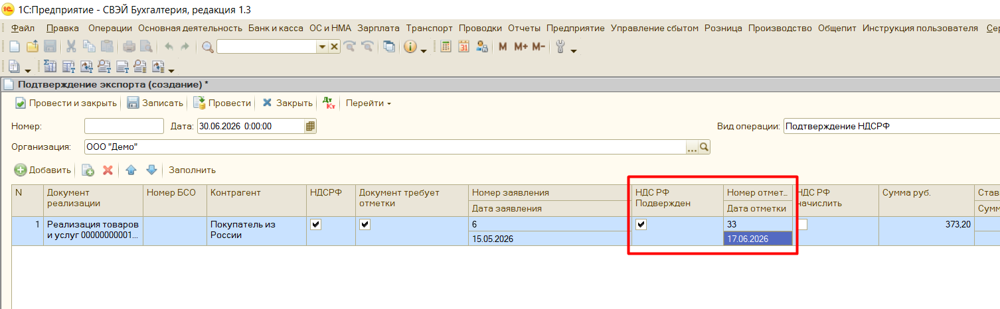 1С:Предприятие - СВЭЙ Бухгалтерия, редакция 1.3
Файл Правка Операции Основная деятельность Банк и касса ОС и НМА Зарплата Транспорт Проводки Отчеты Предприятие Управление сбытом Розница Производство Общепит Инструкция пользователя Сер
31 M M+ M-
Подтверждение экспорта (создание) *
Провести и закрыть Записать Провести Закрыть Дт Кт Перейти
Номер: Дата: 30.06.2026 0:00:00 Вид операции: Подтверждение НДСРФ
Организация: ООО "Демо" ...
Добавить Заполнить
N Документ реализации Номер БСО Контрагент НДСРФ Документ требует отметки Номер заявления НДС РФ Подтвержден Номер отмет... НДС РФ начислить Сумма руб. Став
Дата заявления Дата отметки Сумм
1 Реализация товаров и услуг 00000000001... Покупатель из России 6 33 373,20
15.05.2026 17.06.2026